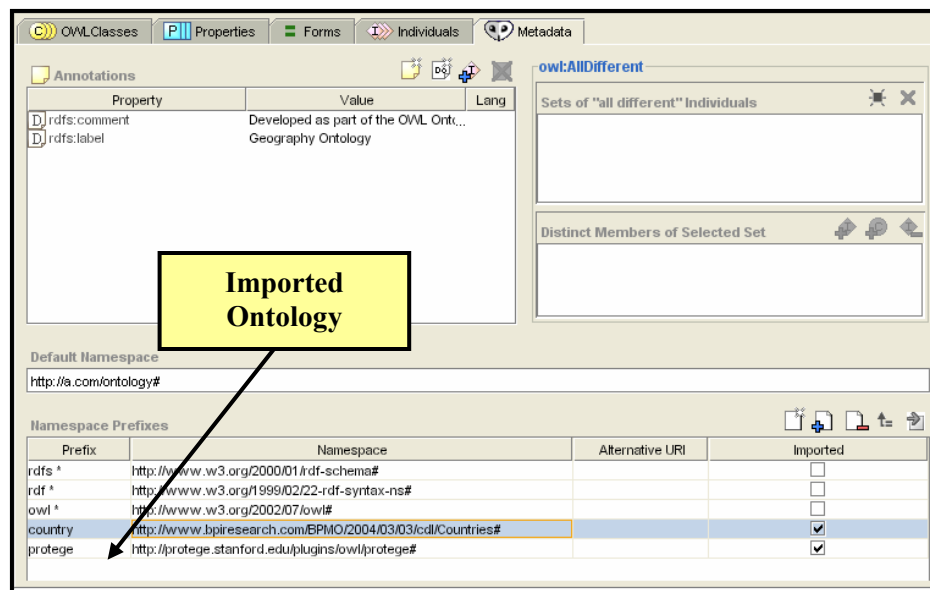 OWLClasses Properties Forms Individuals Metadata
Annotations
Property Value Lang
rdfs:comment Developed as part of the OWL Ont...
rdfs:label Geography Ontology
owl:AllDifferent
Sets of "all different" Individuals
Distinct Members of Selected Set
Imported
Ontology
Default Namespace
http://a.com/ontology#
Namespace Prefixes
Prefix Namespace Alternative URI Imported
rdfs * http://www.w3.org/2000/01/rdf-schema#
rdf * http://www.w3.org/1999/02/22-rdf-syntax-ns#
owl * http://www.w3.org/2002/07/owl#
country http://www.bpiresearch.com/BPMO/2004/03/03/cdl/Countries#
protege http://protege.stanford.edu/plugins/owl/protege#